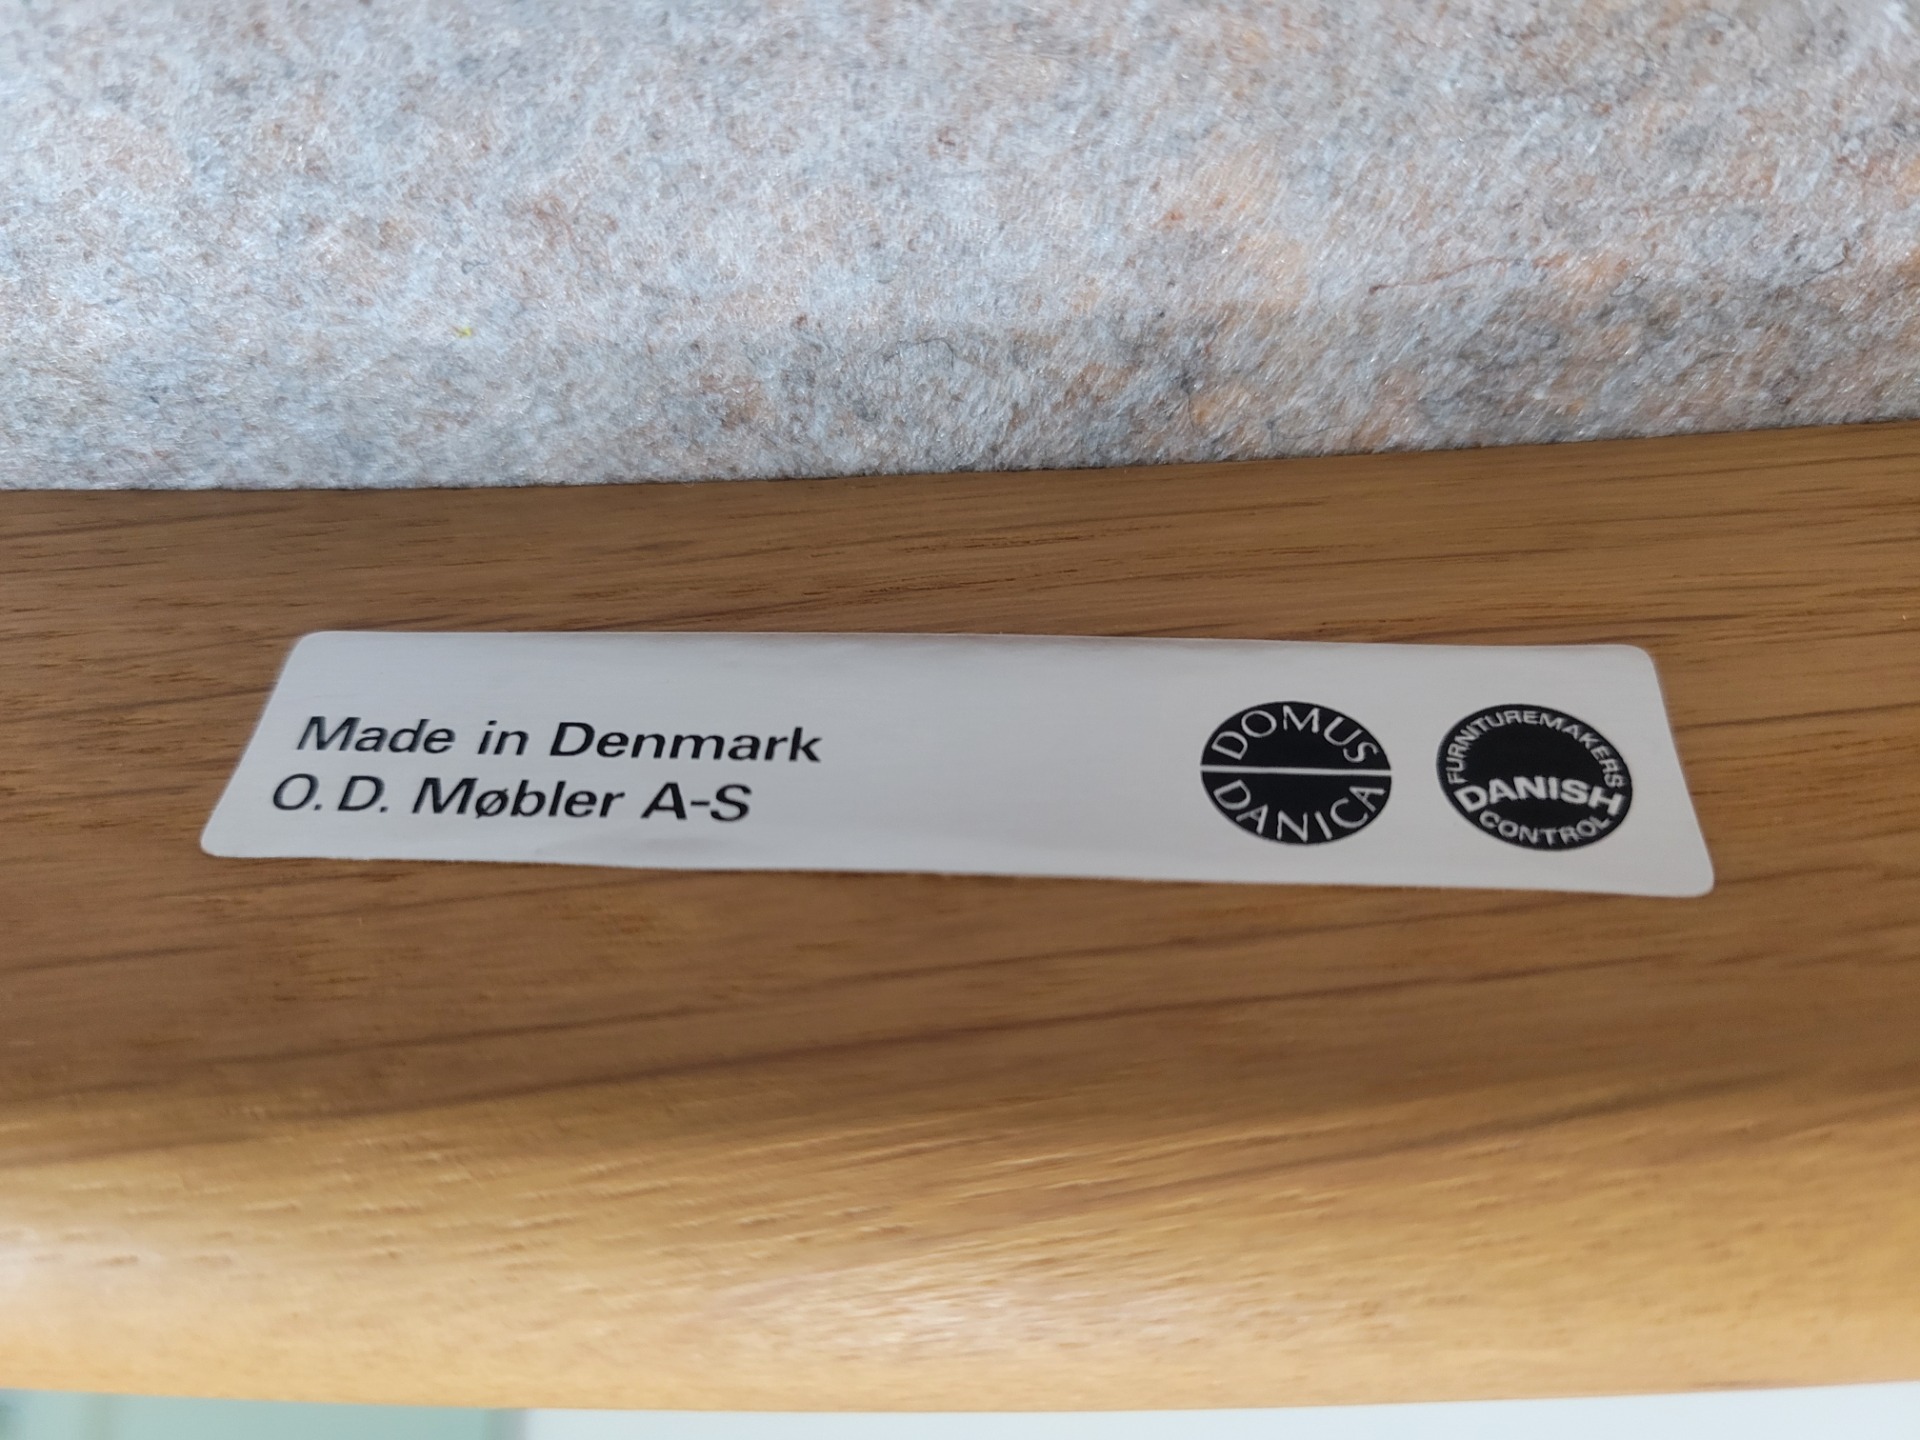 Made in Denmark
O. D. Møbler A-S
DOMUS
DANICA
FURNITUREMAKERS
DANISH
CONTROL